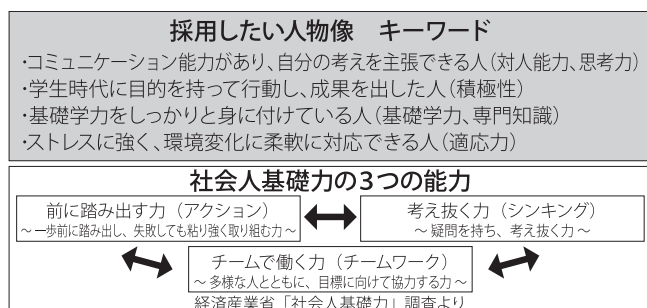 採用したい人物像　キーワード
・コミュニケーション能力があり、自分の考えを主張できる人(対人能力、思考力)
・学生時代に目的を持って行動し、成果を出した人(積極性)
・基礎学力をしっかりと身に付けている人(基礎学力、専門知識)
・ストレスに強く、環境変化に柔軟に対応できる人(適応力)
社会人基礎力の3つの能力
前に踏み出す力（アクション）
～一歩前に踏み出し、失敗しても粘り強く取り組む力～
考え抜く力（シンキング）
～疑問を持ち、考え抜く力～
チームで働く力（チームワーク）
～多様な人とともに、目標に向けて協力する力～
経済産業省「社会人基礎力」調査より